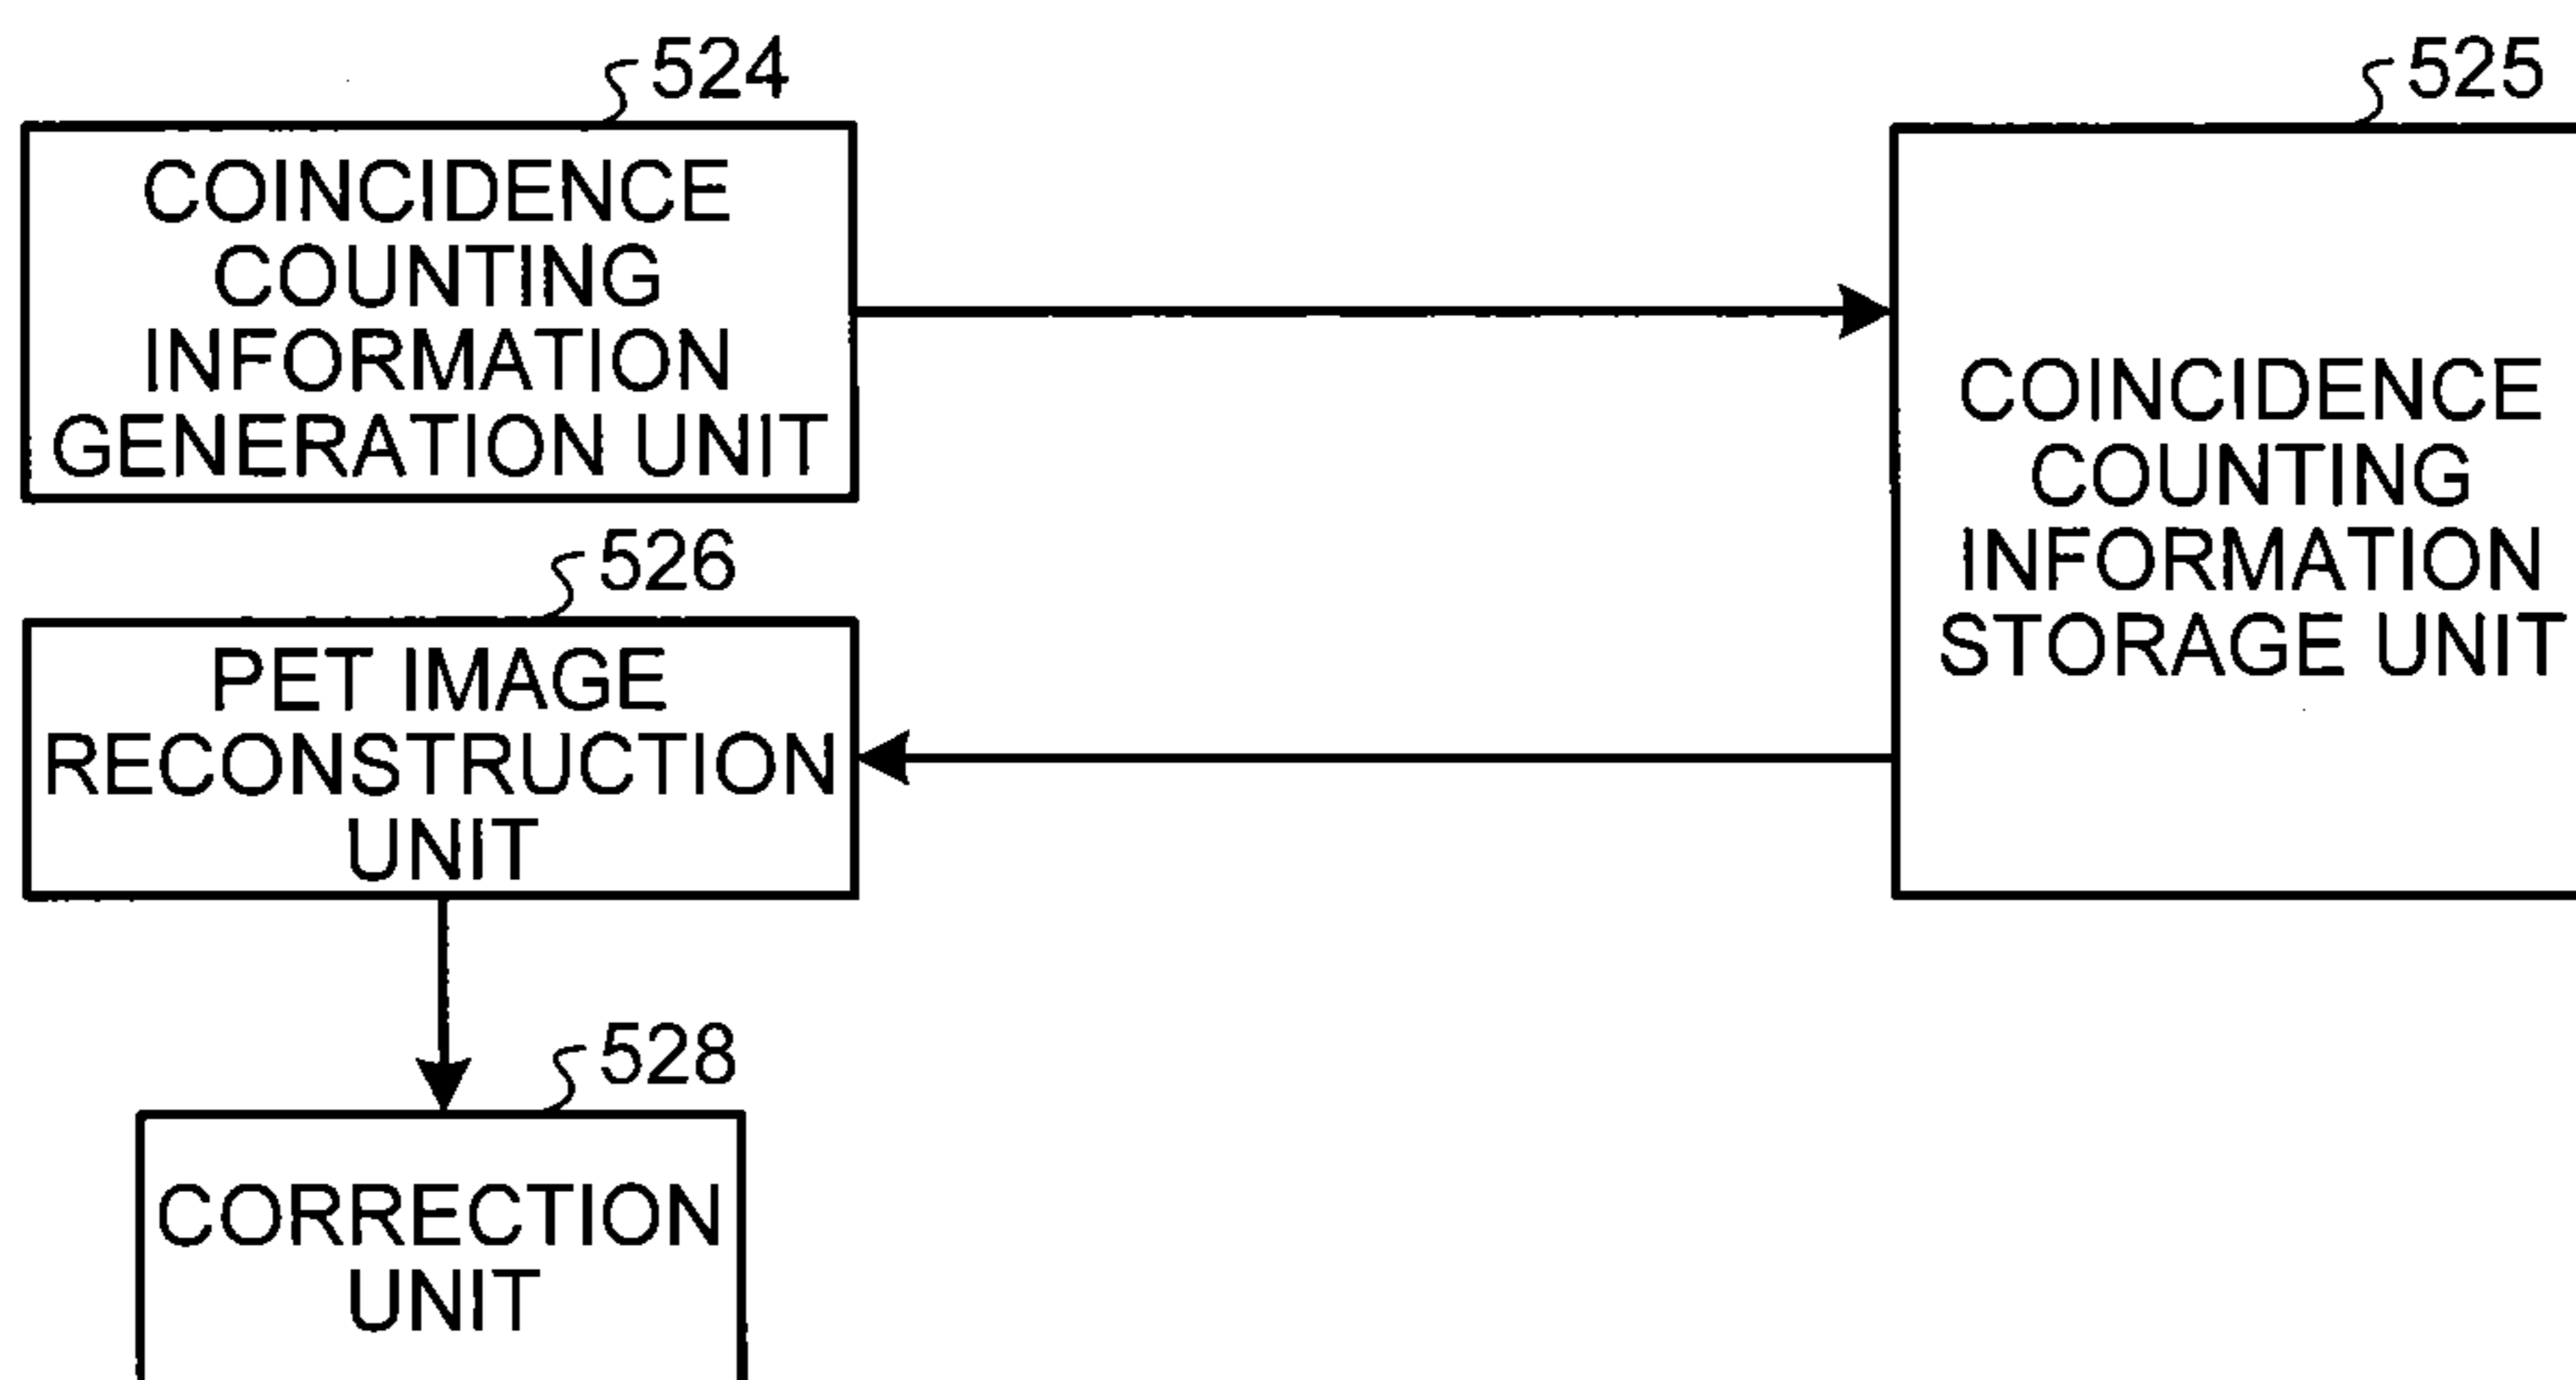 524
COINCIDENCE
COUNTING
INFORMATION
GENERATION UNIT
525
COINCIDENCE
COUNTING
INFORMATION
STORAGE UNIT
526
PET IMAGE
RECONSTRUCTION
UNIT
528
CORRECTION
UNIT